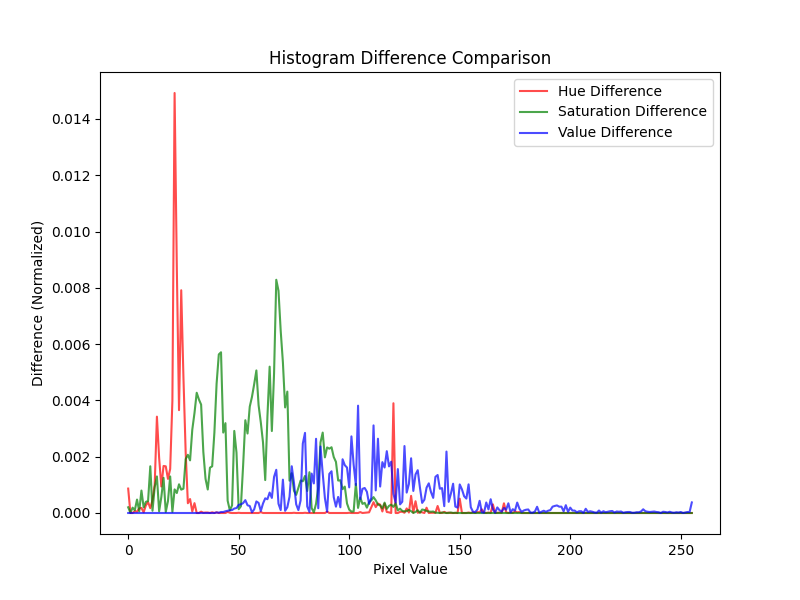 Histogram Difference Comparison
Hue Difference
Saturation Difference
Value Difference
Difference (Normalized)
0.014
0.012
0.010
0.008
0.006
0.004
0.002
0.000
0 50 100 150 200 250
Pixel Value